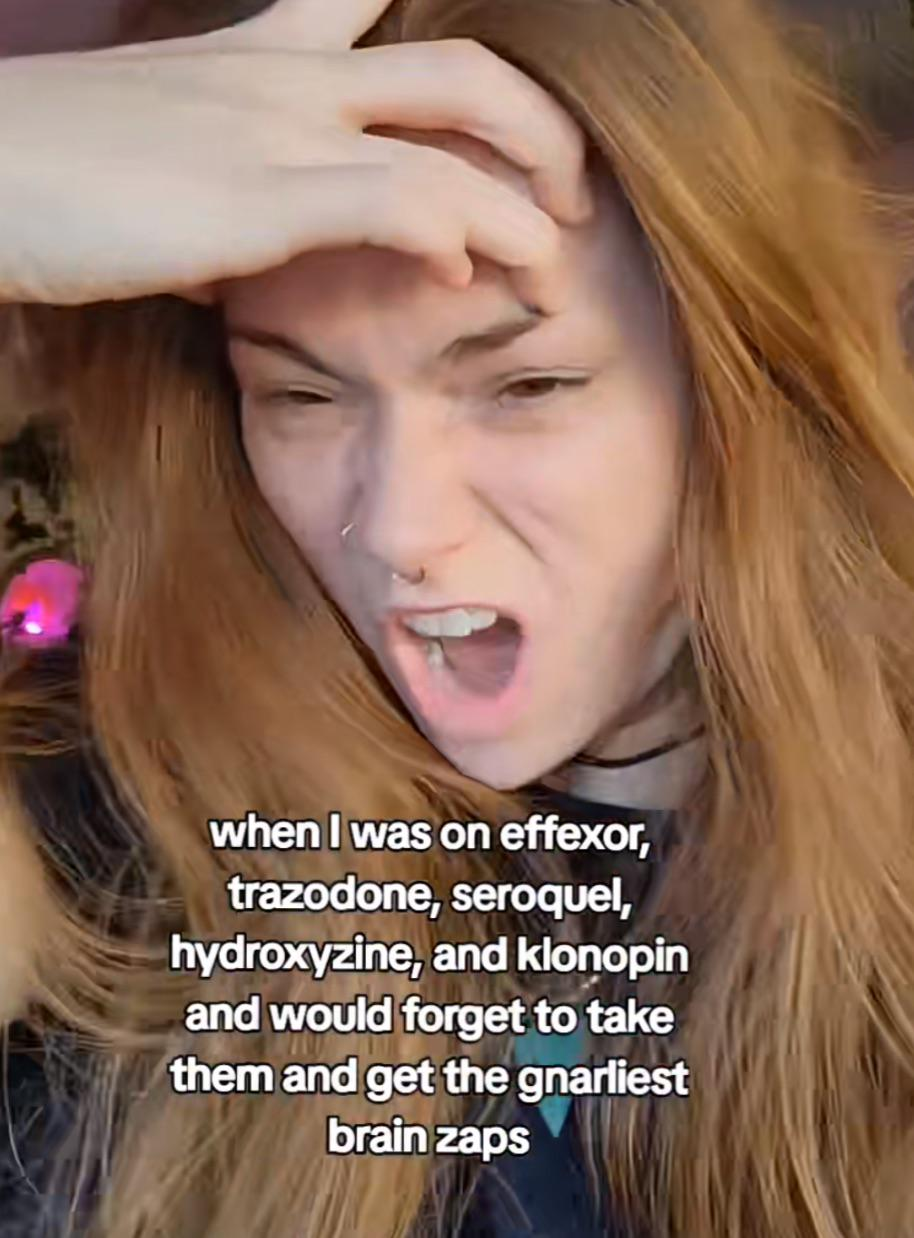 when I was on effexor,
trazodone, seroquel,
hydroxyzine, and klonopin
and would forget to take
them and get the gnarliest
brain zaps